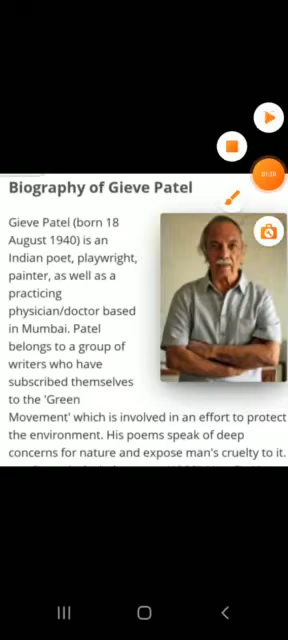 Biography of Gieve Patel
01:39
Gieve Patel (born 18
August 1940) is an
Indian poet, playwright,
painter, as well as a
practicing
physician/doctor based
in Mumbai. Patel
belongs to a group of
writers who have
subscribed themselves
to the 'Green
Movement' which is involved in an effort to protect
the environment. His poems speak of deep
concerns for nature and expose man's cruelty to it.